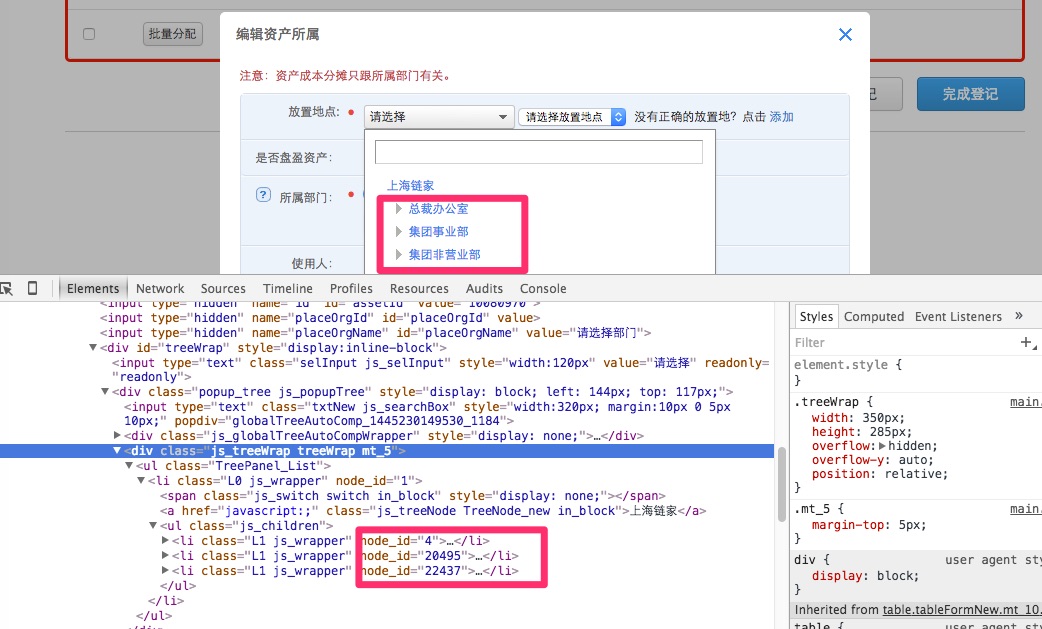 批量分配
编辑资产所属
注意：资产成本分摊只跟所属部门有关。
记
完成登记
放置地点：
请选择
请选择放置地点
没有正确的放置地？点击 添加
是否盘盈资产：
上海链家
? 所属部门：
总裁办公室
集团事业部
集团非营业部
使用人：
Elements Network Sources Timeline Profiles Resources Audits Console
<input type="hidden" name="id" id="assetId" value="10080970">
<input type="hidden" name="placeOrgId" id="placeOrgId" value>
<input type="hidden" name="placeOrgName" id="placeOrgName" value="请选择部门">
<div id="treeWrap" style="display:inline-block">
<input type="text" class="selInput js_selInput" style="width:120px" value="请选择" readonly=
"readonly">
<div class="popup_tree js_popupTree" style="display: block; left: 144px; top: 117px;">
<input type="text" class="txtNew js_searchBox" style="width:320px; margin:10px 0 5px
10px;" popdiv="globalTreeAutoComp_1445230149530_1184">
<div class="js_globalTreeAutoCompWrapper" style="display: none;">…</div>
<div class="js_treeWrap treeWrap mt_5">
<ul class="TreePanel_List">
<li class="L0 js_wrapper" node_id="1">
<span class="js_switch switch in_block" style="display: none;"></span>
<a href="javascript:;" class="js_treeNode TreeNode_new in_block">上海链家</a>
<ul class="js_children">
<li class="L1 js_wrapper" node_id="4">…</li>
<li class="L1 js_wrapper" node_id="20495">…</li>
<li class="L1 js_wrapper" node_id="22437">…</li>
</ul>
</li>
</ul>
</div>
Styles Computed Event Listeners »
Filter
element.style {
}
.treeWrap { main.
width: 350px;
height: 285px;
overflow: hidden;
overflow-y: auto;
position: relative;
}
.mt_5 { main.
margin-top: 5px;
}
div { user agent sty
display: block;
}
Inherited from table.tableFormNew.mt_10.
table { user agent sty